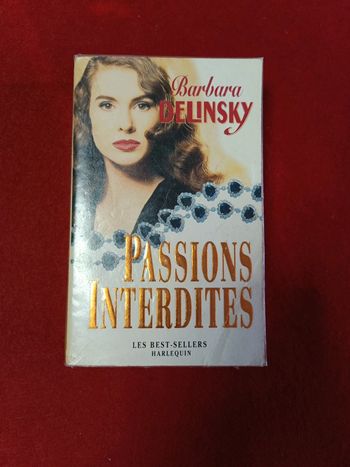 Barbara
DELINSKY
PASSIONS
INTERDITES
LES BEST-SELLERS
HARLEQUIN